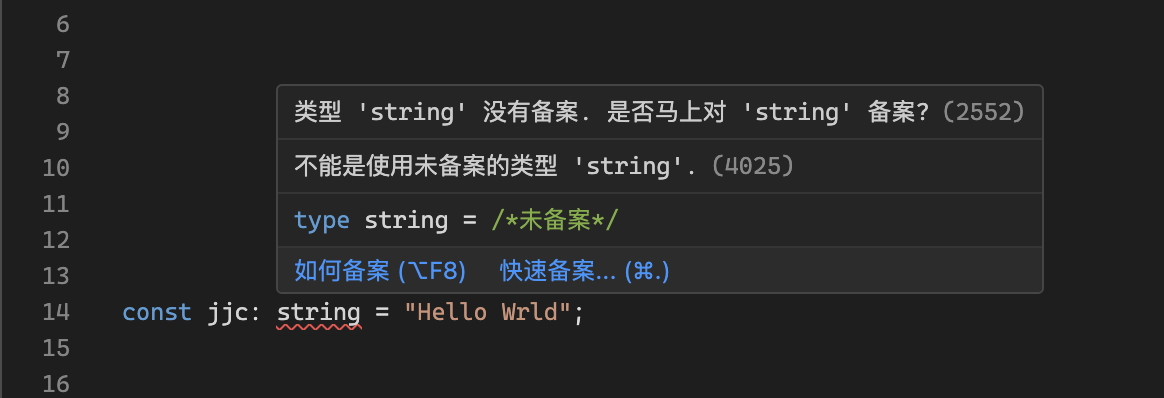 6
7
8
类型 'string' 没有备案. 是否马上对 'string' 备案? (2552)
9
10
不能是使用未备案的类型 'string'. (4025)
11
type string = /*未备案*/
12
13
如何备案 (⌥F8) 快速备案... (⌘.)
14 const jjc: string = "Hello Wrld";
15
16